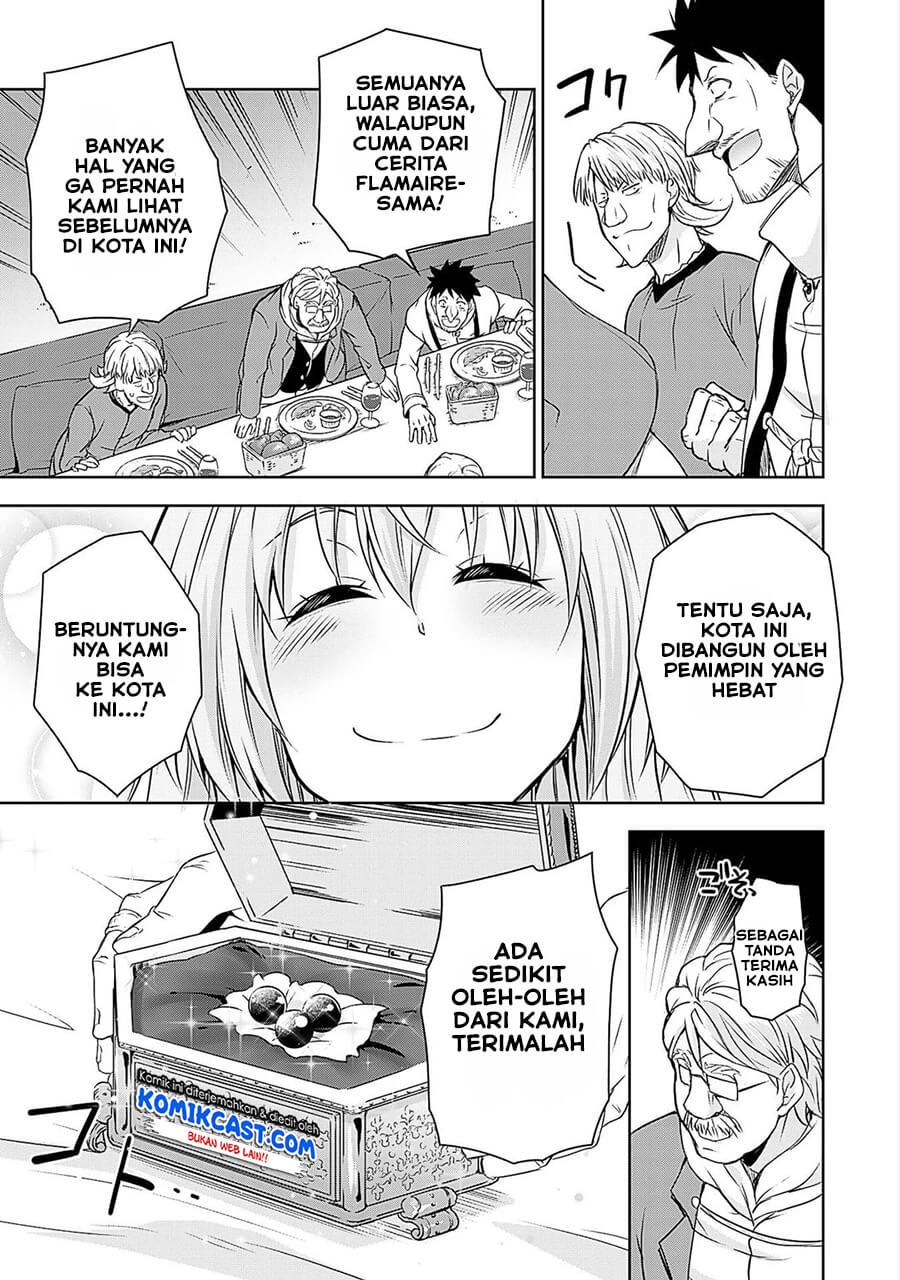 コク
SEMUANYA
LUAR BIASA,
WALAUPUN
CUMA DARI
CERITA
FLAMAIRE-
SAMA!
BANYAK
HAL YANG
GA PERNAH
KAMI LIHAT
SEBELUMNYA
DI KOTA INI!
TENTU SAJA,
KOTA INI
DIBANGUN OLEH
PEMIMPIN YANG
HEBAT
BERUNTUNG-
NYA KAMI
BISA
KE KOTA
INI....!
SEBAGAI
TANDA
TERIMA
KASIH
ごそ
ADA
SEDIKIT
OLEH-OLEH
DARI KAMI,
TERIMALAH
Komik ini diterjemahkan & diedit oleh
KOMIKCAST.COM
BUKAN WEB LAIN!!